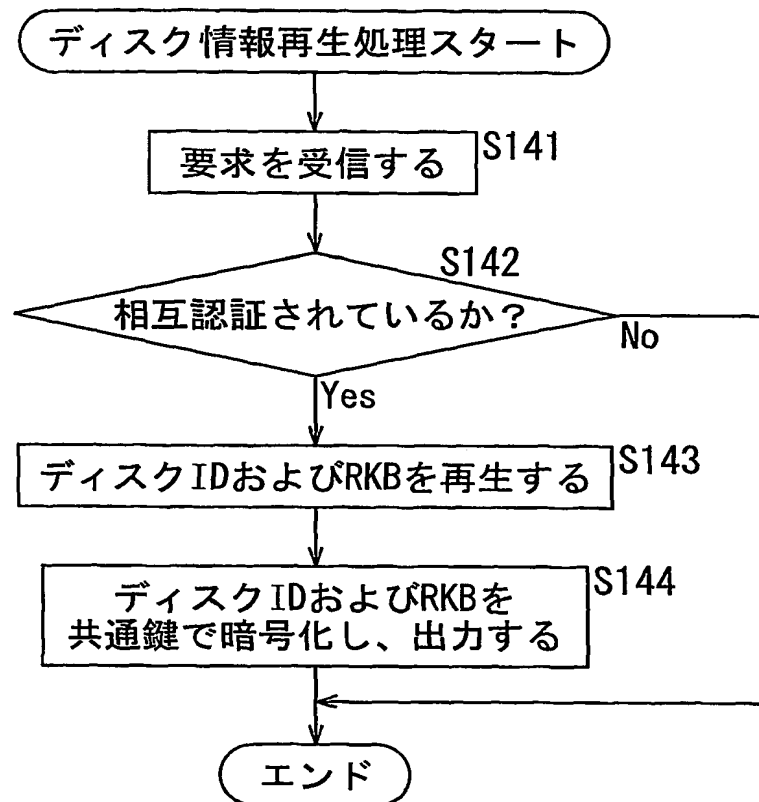 ディスク情報再生処理スタート
要求を受信する
S141
S142
相互認証されているか？
No
Yes
ディスクIDおよびRKBを再生する
S143
ディスクIDおよびRKBを
共通鍵で暗号化し、出力する
S144
エンド